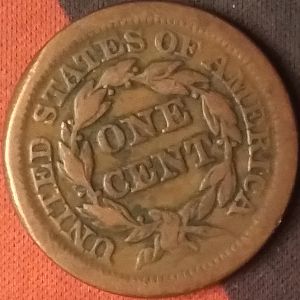 UNITED STATES OF AMERICA
ONE
CENT